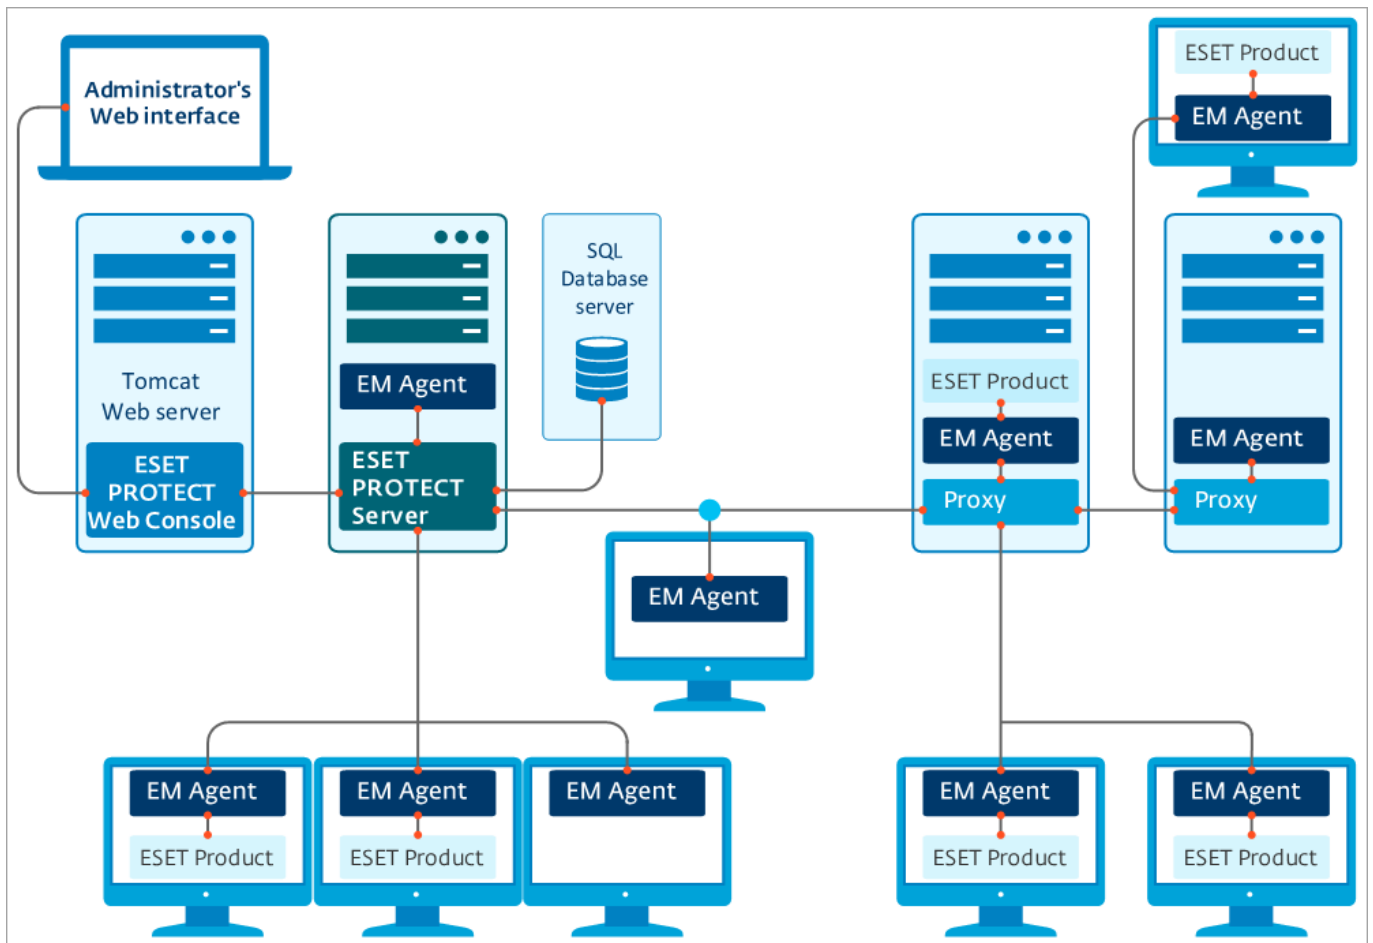 Administrator's
Web interface
ESET Product
EM Agent
Tomcat
Web server
ESET
PROTECT
Web Console
EM Agent
ESET
PROTECT
Server
SQL
Database
server
EM Agent
ESET Product
EM Agent
Proxy
EM Agent
Proxy
EM Agent
ESET Product
EM Agent
ESET Product
EM Agent
EM Agent
ESET Product
EM Agent
ESET Product